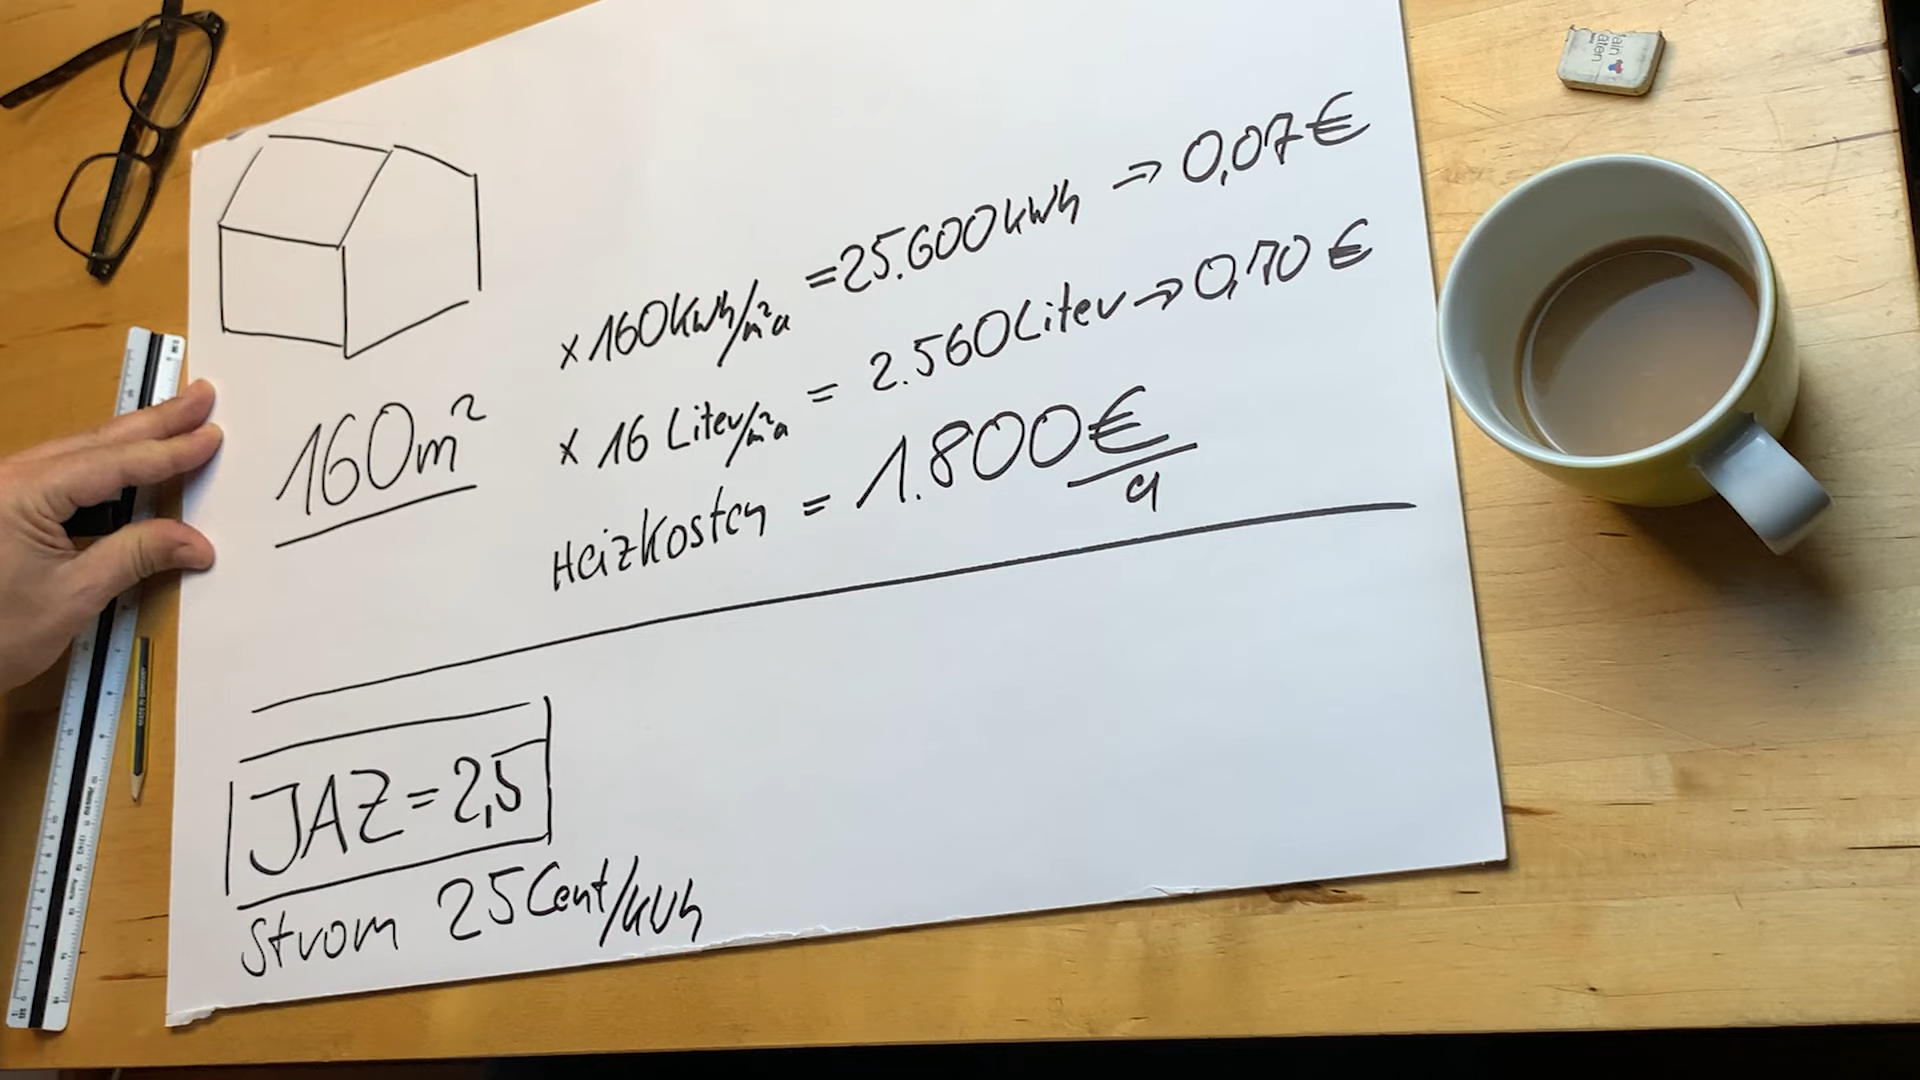 160m²
× 160 kWh/m²a = 25.600 kWh => 0,07 €
× 16 Liter/m²a = 2.560 Liter => 0,70 €
Heizkosten = 1.800 €/a
JAZ = 2,5
Strom 25 Cent/kWh